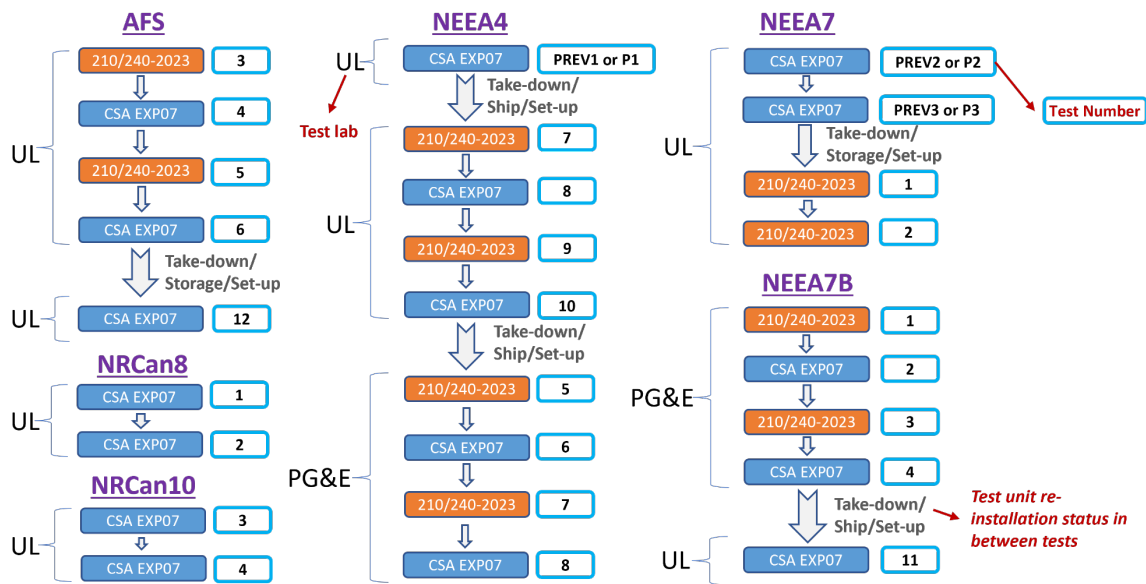 AFS
UL
210/240-2023
3
CSA EXP07
4
210/240-2023
5
CSA EXP07
6
Take-down/
Storage/Set-up
UL
CSA EXP07
12
NRCan8
UL
CSA EXP07
1
CSA EXP07
2
NRCan10
UL
CSA EXP07
3
CSA EXP07
4
NEEA4
UL
CSA EXP07
PREV1 or P1
Test lab
Take-down/
Ship/Set-up
UL
210/240-2023
7
CSA EXP07
8
210/240-2023
9
CSA EXP07
10
Take-down/
Ship/Set-up
PG&E
210/240-2023
5
CSA EXP07
6
210/240-2023
7
CSA EXP07
8
NEEA7
UL
CSA EXP07
PREV2 or P2
CSA EXP07
PREV3 or P3
Test Number
Take-down/
Storage/Set-up
210/240-2023
1
210/240-2023
2
NEEA7B
PG&E
210/240-2023
1
CSA EXP07
2
210/240-2023
3
CSA EXP07
4
Take-down/
Ship/Set-up
Test unit re-
installation status in
between tests
UL
CSA EXP07
11